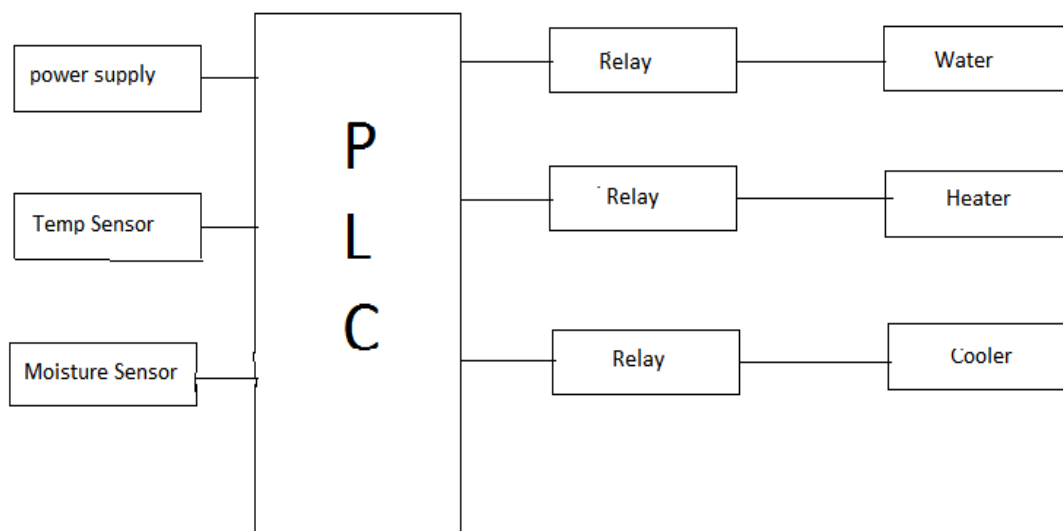 power supply
Temp Sensor
Moisture Sensor
P
L
C
Relay
Water
Relay
Heater
Relay
Cooler